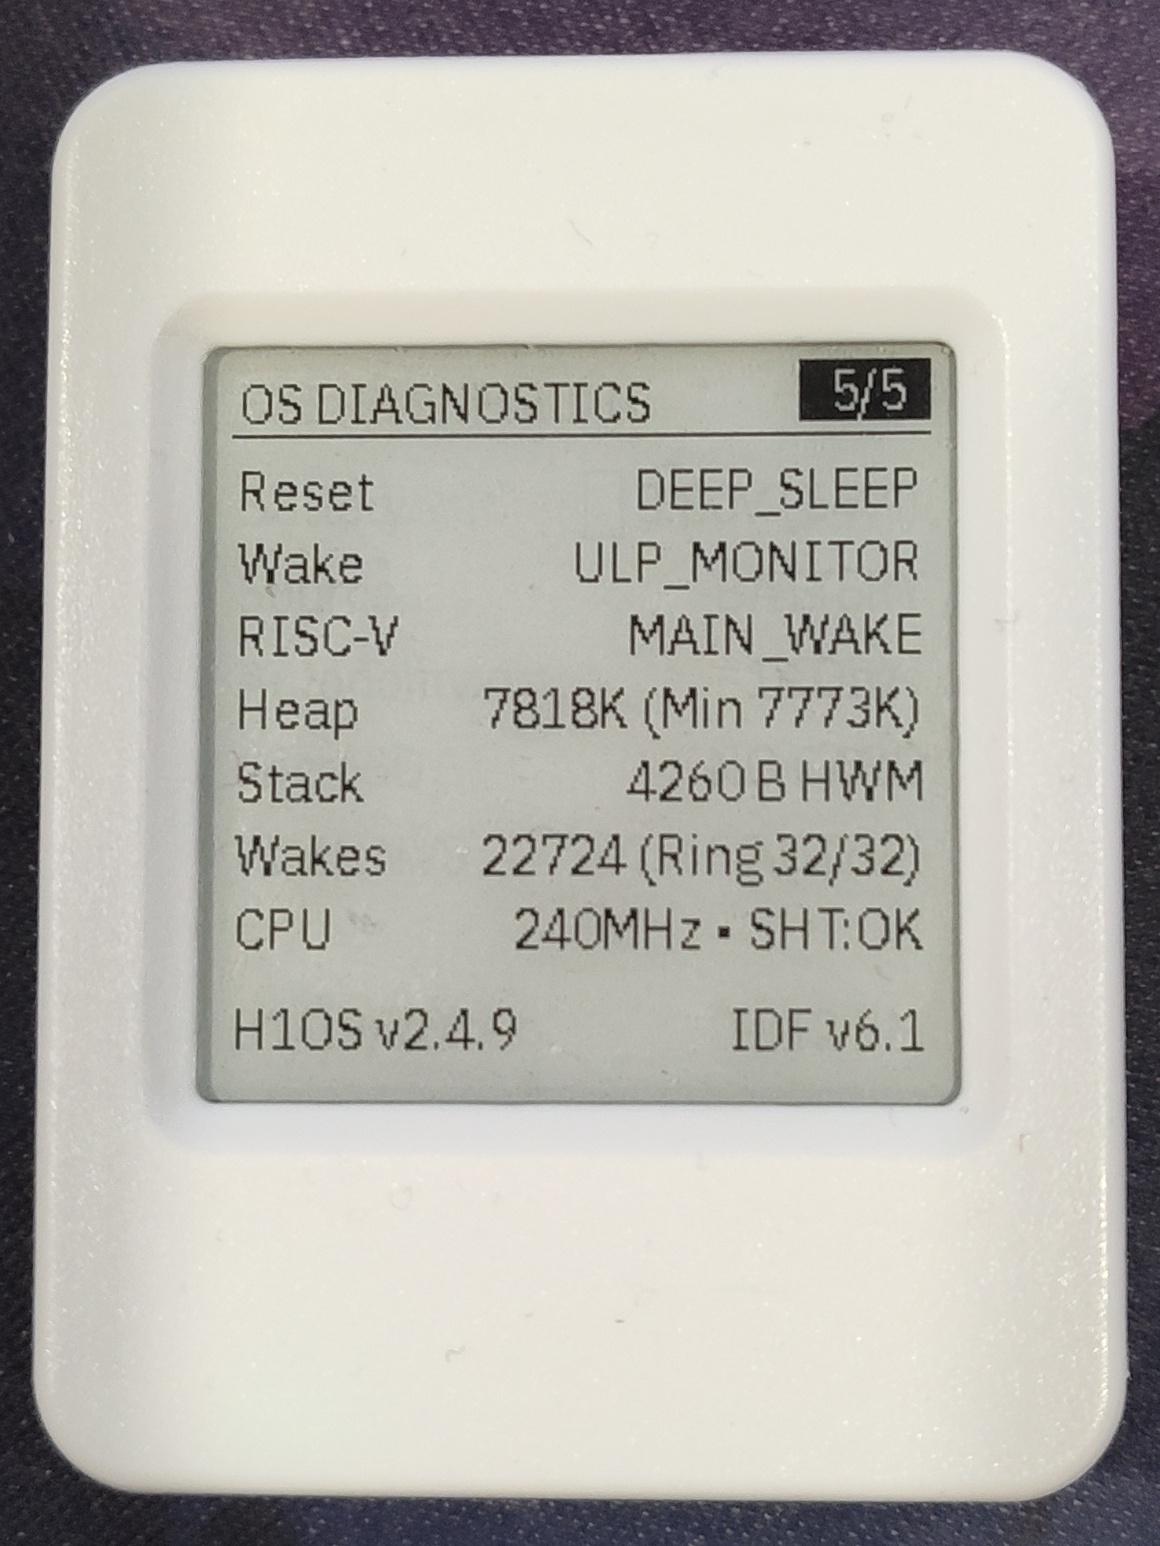 OS DIAGNOSTICS 5/5
Reset DEEP_SLEEP
Wake ULP_MONITOR
RISC-V MAIN_WAKE
Heap 7818K (Min 7773K)
Stack 4260 B HWM
Wakes 22724 (Ring 32/32)
CPU 240MHz ▪ SHT:OK
H1OS v2.4.9 IDF v6.1